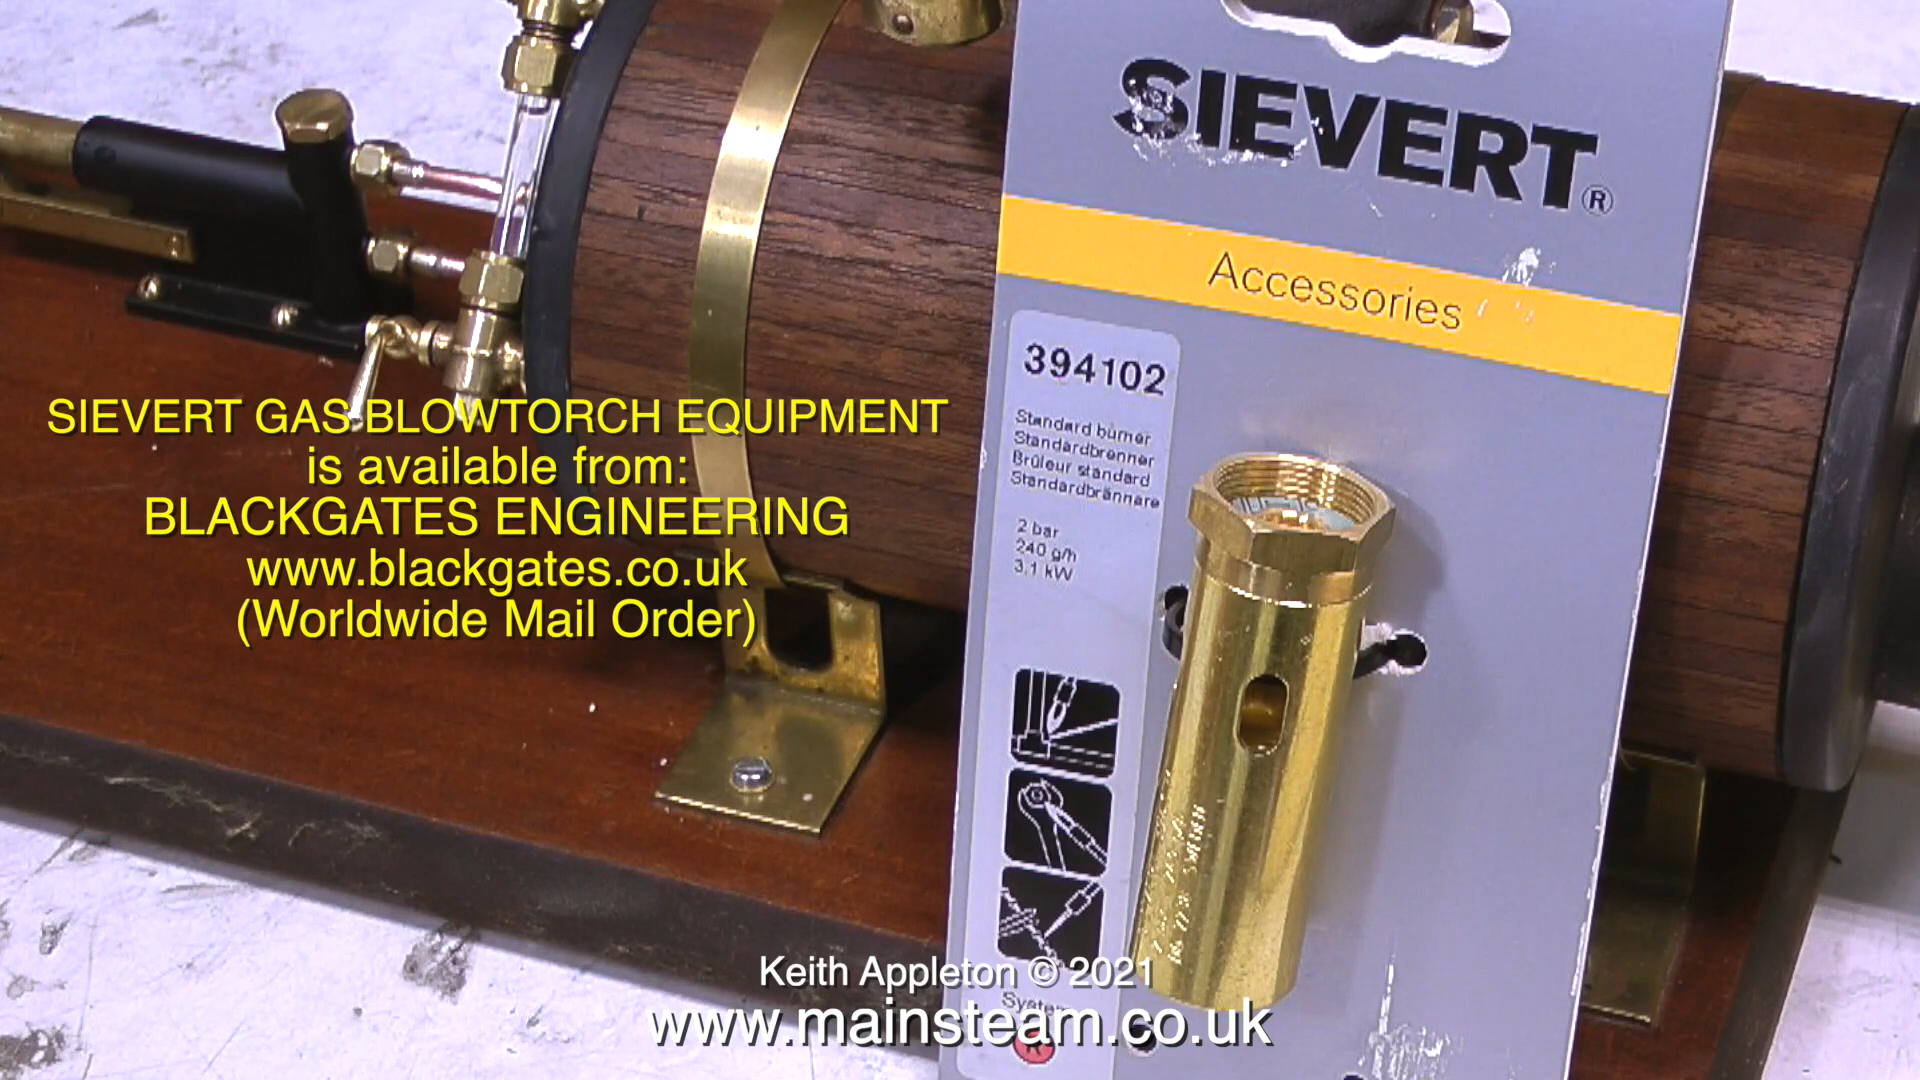 SIEVERT®
Accessories
394102
Standard burner
Standardbrenner
Brûleur standard
Standardbrännare
2 bar
240 g/h
3,1 kW
SIEVERT GAS BLOWTORCH EQUIPMENT
is available from:
BLACKGATES ENGINEERING
www.blackgates.co.uk
(Worldwide Mail Order)
Keith Appleton © 2021
System
www.mainsteam.co.uk